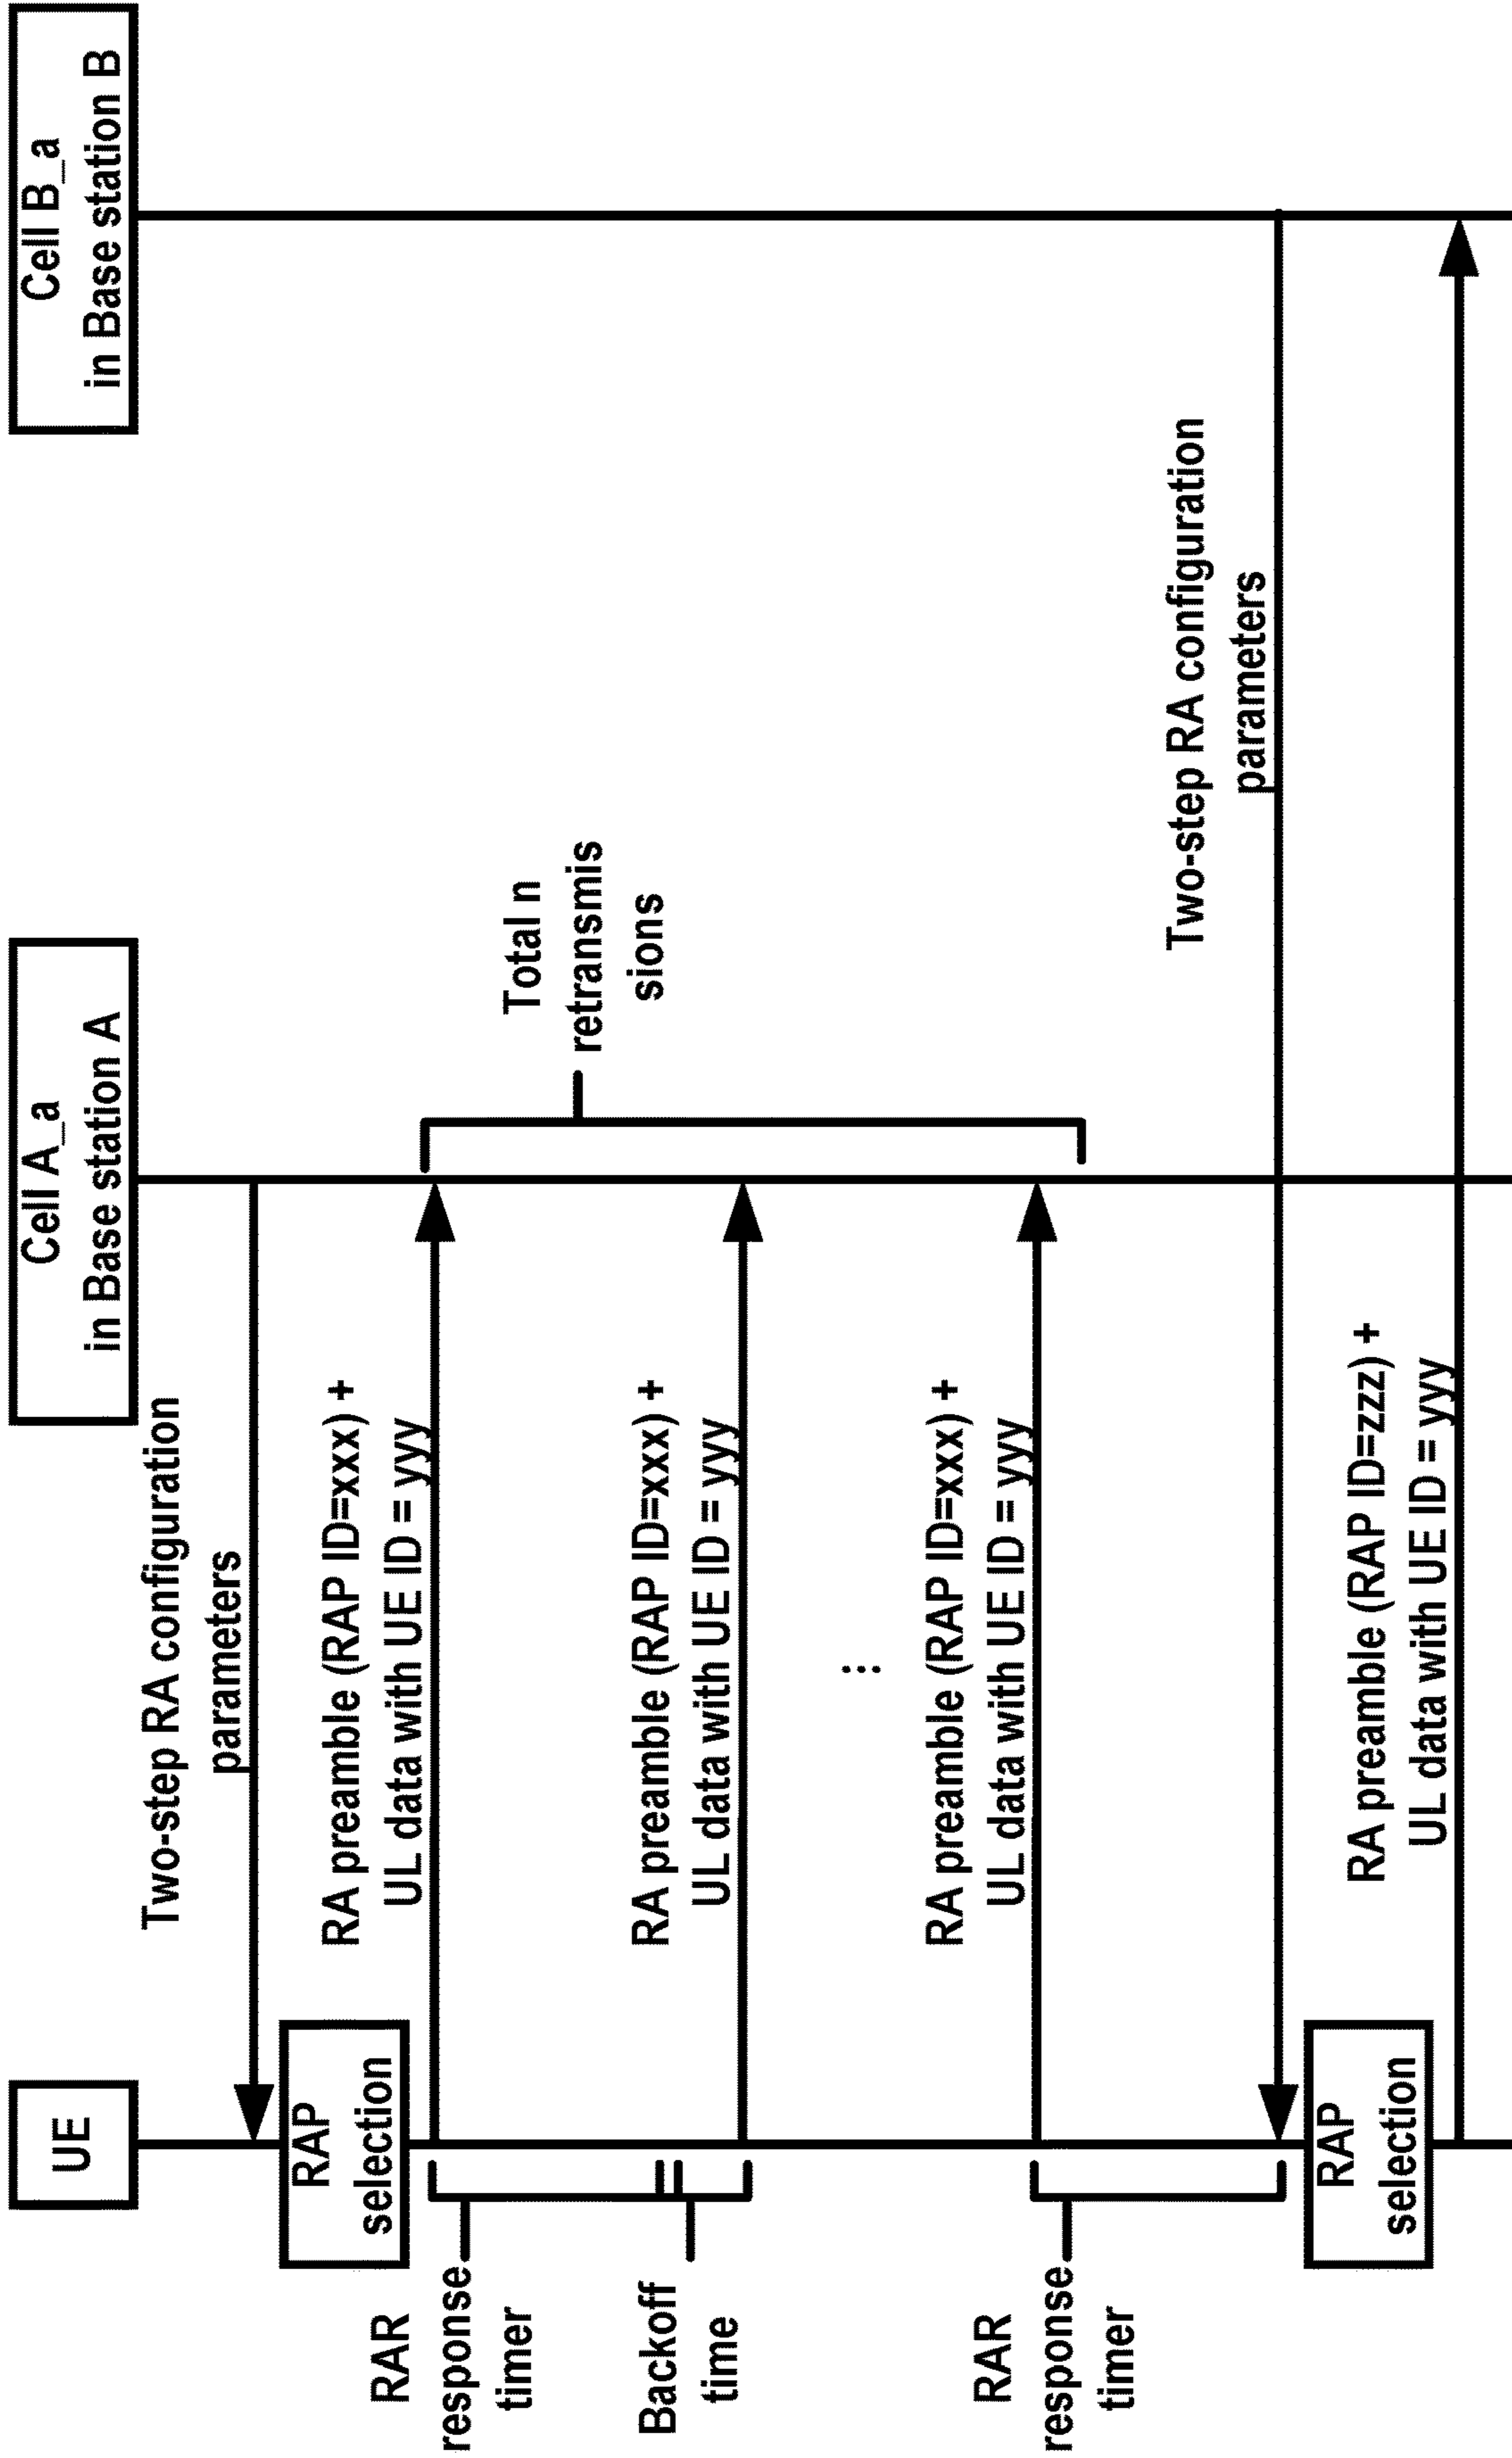 UE
Cell A_a
in Base station A
Cell B_a
in Base station B
Two-step RA configuration
parameters
RAP
selection
RA preamble (RAP ID=xxx) +
UL data with UE ID = yyy
RAR
response
timer
Total n
retransmis
sions
Backoff
time
RA preamble (RAP ID=xxx) +
UL data with UE ID = yyy
...
RA preamble (RAP ID=xxx) +
UL data with UE ID = yyy
RAR
response
timer
Two-step RA configuration
parameters
RAP
selection
RA preamble (RAP ID=zzz) +
UL data with UE ID = yyy